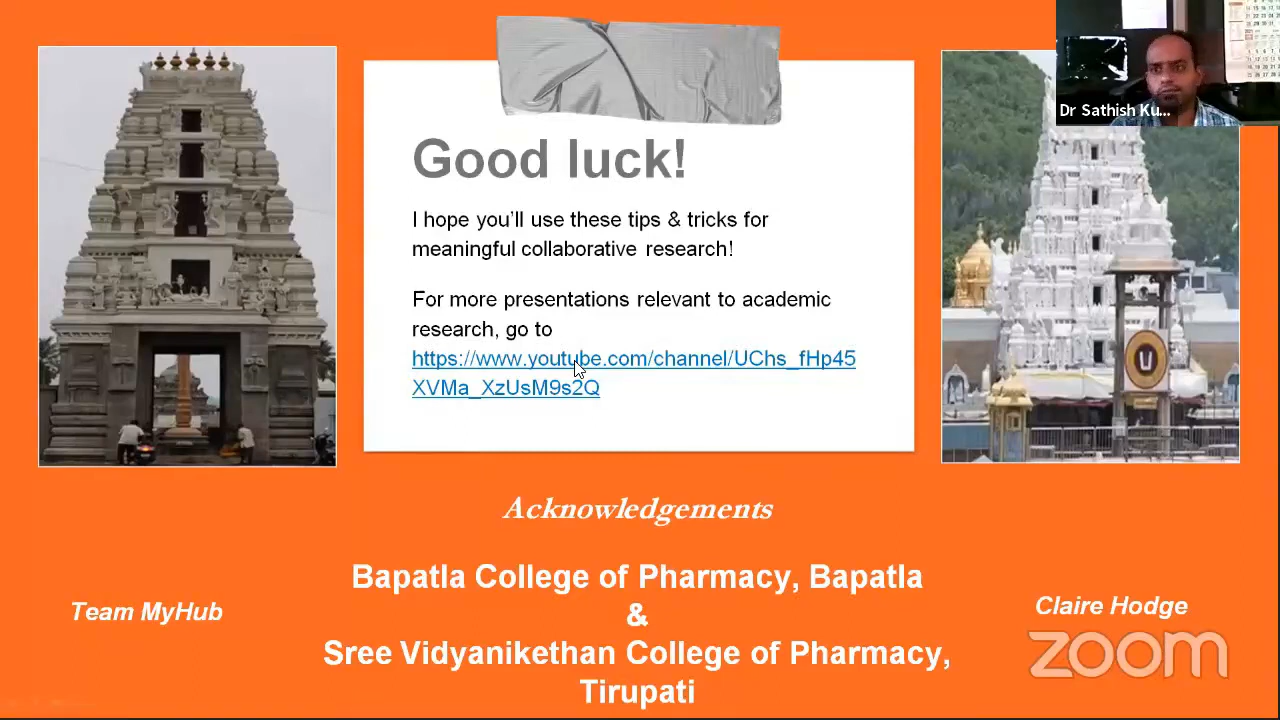 Dr Sathish Ku...
Good luck!
I hope you’ll use these tips & tricks for
meaningful collaborative research!
For more presentations relevant to academic
research, go to
https://www.youtube.com/channel/UChs_fHp45
XVMa_XzUsM9s2Q
Acknowledgements
Bapatla College of Pharmacy, Bapatla
&
Sree Vidyanikethan College of Pharmacy,
Tirupati
Team MyHub
Claire Hodge
zoom